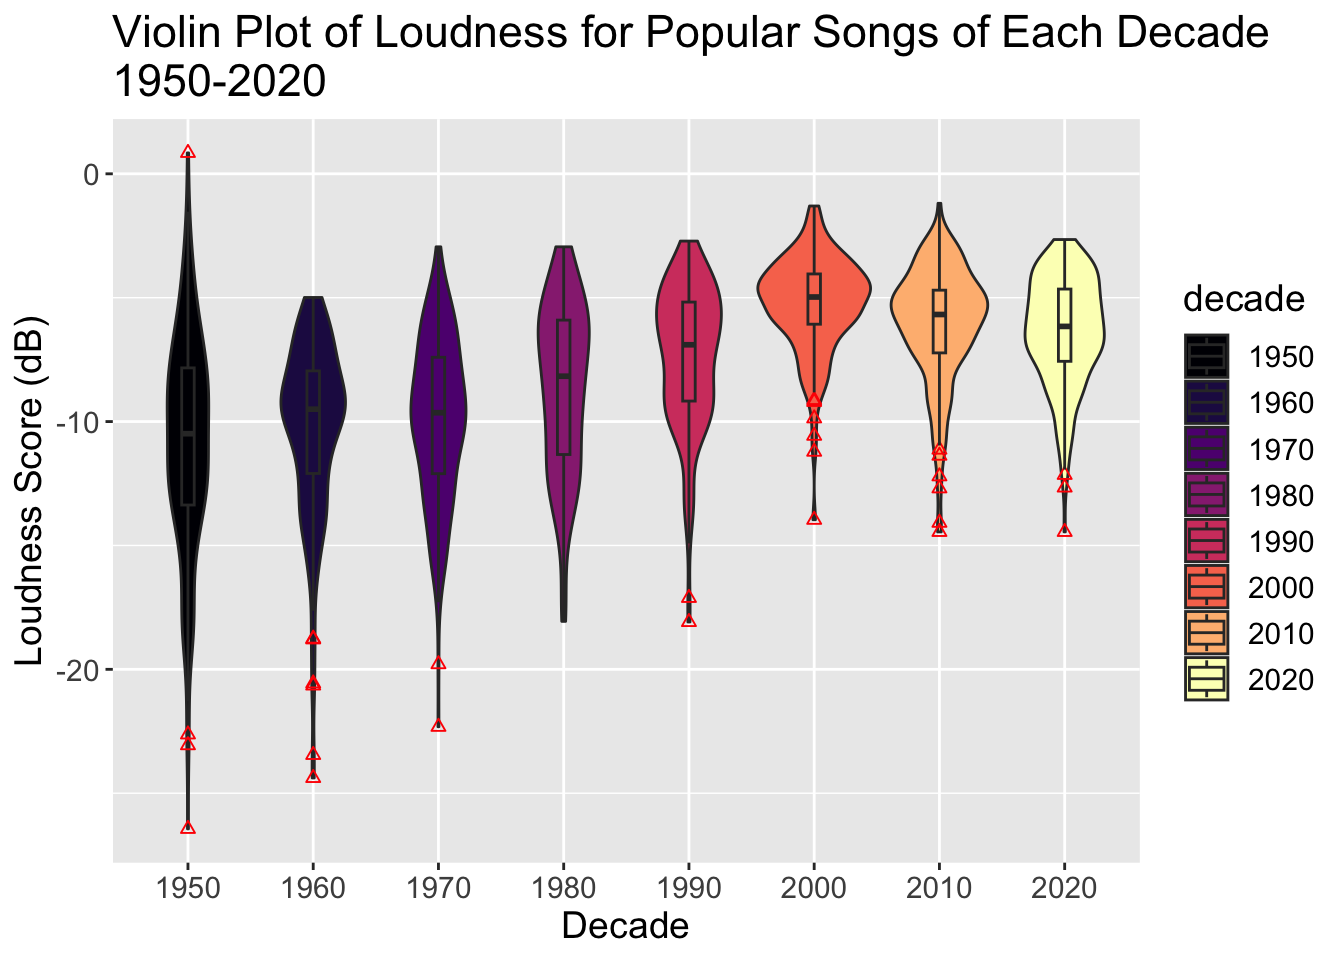 Violin Plot of Loudness for Popular Songs of Each Decade
1950-2020
Loudness Score (dB)
0
-10
-20
1950 1960 1970 1980 1990 2000 2010 2020
Decade
decade
1950
1960
1970
1980
1990
2000
2010
2020